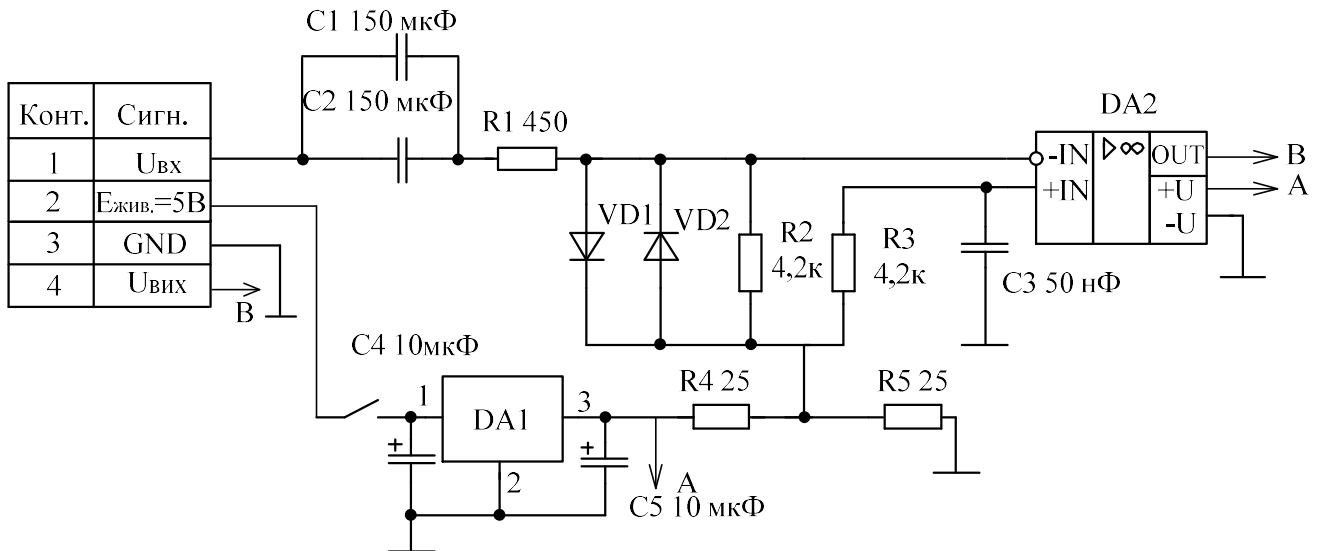 C1 150 мкФ
C2 150 мкФ
R1 450
DA2
Конт. Сигн.
1 Uвх
2 Eжив.=5В
3 GND
4 Uвих
B
-IN ∞ OUT B
+IN +U A
-U
VD1 VD2
R2 4,2к
R3 4,2к
C3 50 нФ
C4 10мкФ
1 DA1 3
2
+
+
R4 25
R5 25
A
C5 10 мкФ